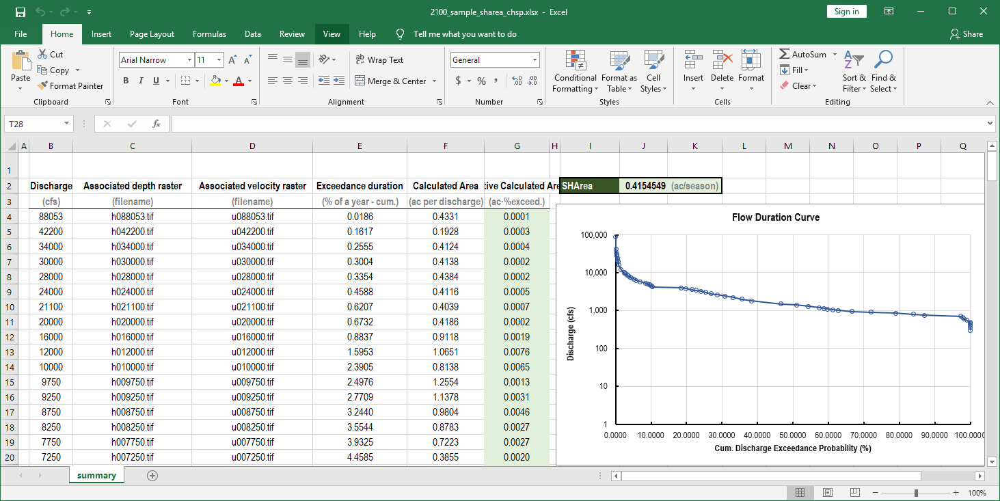 2100_sample_sharea_chsp.xlsx - Excel
Sign in
File Home Insert Page Layout Formulas Data Review View Help Tell me what you want to do Share
Paste
Cut
Copy
Format Painter
Clipboard
Arial Narrow 11 A A
B I U A
Font
ab Wrap Text
Merge & Center
Alignment
General
$ % ,
Number
Conditional Formatting
Format as Table
Cell Styles
Styles
Insert Delete Format
Cells
AutoSum
Fill
Clear
Sort & Filter
Find & Select
Editing
T28 fx
A B C D E F G H I J K L M N O P Q
1
2 Discharge Associated depth raster Associated velocity raster Exceedance duration Calculated Area tive Calculated Are SHArea 0.4154549 (ac/season)
3 (cfs) (filename) (filename) (% of a year - cum.) (ac per discharge) (ac·%exceed.)
4 88053 h088053.tif u088053.tif 0.0186 0.4331 0.0001
5 42200 h042200.tif u042200.tif 0.1617 0.1928 0.0003
6 34000 h034000.tif u034000.tif 0.2555 0.4124 0.0004
7 30000 h030000.tif u030000.tif 0.3004 0.4138 0.0002
8 28000 h028000.tif u028000.tif 0.3354 0.4384 0.0002
9 24000 h024000.tif u024000.tif 0.4588 0.4116 0.0005
10 21100 h021100.tif u021100.tif 0.6207 0.4039 0.0007
11 20000 h020000.tif u020000.tif 0.6732 0.4186 0.0002
12 16000 h016000.tif u016000.tif 0.8837 0.9118 0.0019
13 12000 h012000.tif u012000.tif 1.5953 1.0651 0.0076
14 10000 h010000.tif u010000.tif 2.3905 0.8138 0.0065
15 9750 h009750.tif u009750.tif 2.4976 1.2554 0.0013
16 9250 h009250.tif u009250.tif 2.7709 1.1378 0.0031
17 8750 h008750.tif u008750.tif 3.2440 0.9804 0.0046
18 8250 h008250.tif u008250.tif 3.5544 0.8783 0.0027
19 7750 h007750.tif u007750.tif 3.9325 0.7223 0.0027
20 7250 h007250.tif u007250.tif 4.4585 0.3855 0.0020
Flow Duration Curve
Discharge (cfs)
100,000
10,000
1,000
100
10
1
0.0000 10.0000 20.0000 30.0000 40.0000 50.0000 60.0000 70.0000 80.0000 90.0000 100.0000
Cum. Discharge Exceedance Probability (%)
summary
100%